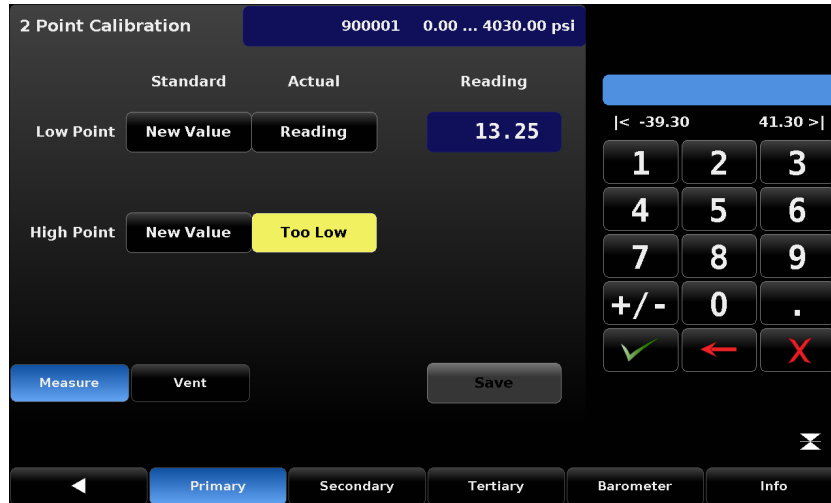 2 Point Calibration 900001 0.00 ... 4030.00 psi
Standard Actual Reading
|< -39.30 41.30 >|
Low Point New Value Reading 13.25
1 2 3
4 5 6
High Point New Value Too Low
7 8 9
+/- 0 .
X
Measure Vent Save
Primary Secondary Tertiary Barometer Info